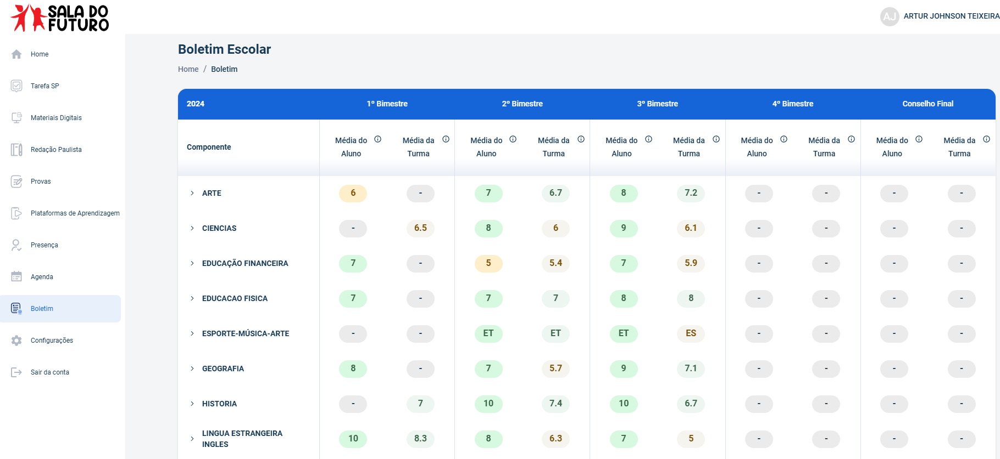 SALA DO
FUTURO
AJ ARTUR JOHNSON TEIXEIRA
Home
Tarefa SP
Materiais Digitais
Redação Paulista
Provas
Plataformas de Aprendizagem
Presença
Agenda
Boletim
Configurações
Sair da conta
Boletim Escolar
Home / Boletim
2024 1º Bimestre 2º Bimestre 3º Bimestre 4º Bimestre Conselho Final
Componente
Média do Média da Média do Média da Média do Média da Média do Média da Média do Média da
Aluno Turma Aluno Turma Aluno Turma Aluno Turma Aluno Turma
ARTE 6 - 7 6.7 8 7.2 - - - -
CIENCIAS - 6.5 8 6 9 6.1 - - - -
EDUCAÇÃO FINANCEIRA 7 - 5 5.4 7 5.9 - - - -
EDUCACAO FISICA 7 - 7 7 8 8 - - - -
ESPORTE-MÚSICA-ARTE - - ET ET ET ES - - - -
GEOGRAFIA 8 - 7 5.7 9 7.1 - - - -
HISTORIA - 7 10 7.4 10 6.7 - - - -
LINGUA ESTRANGEIRA
INGLES 10 8.3 8 6.3 7 5 - - - -